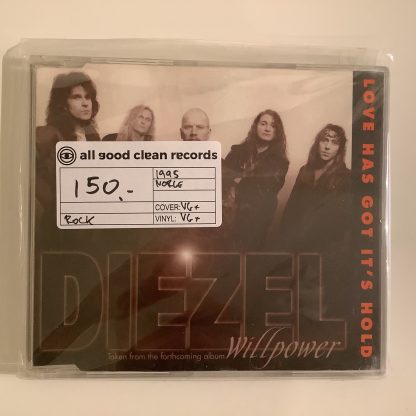 all good clean records
150,-
1995
NORGE
COVER: VG+
ROCK
VINYL: VG+
LOVE HAS GOT IT'S HOLD
DIEZEL
Taken from the forthcoming album Willpower